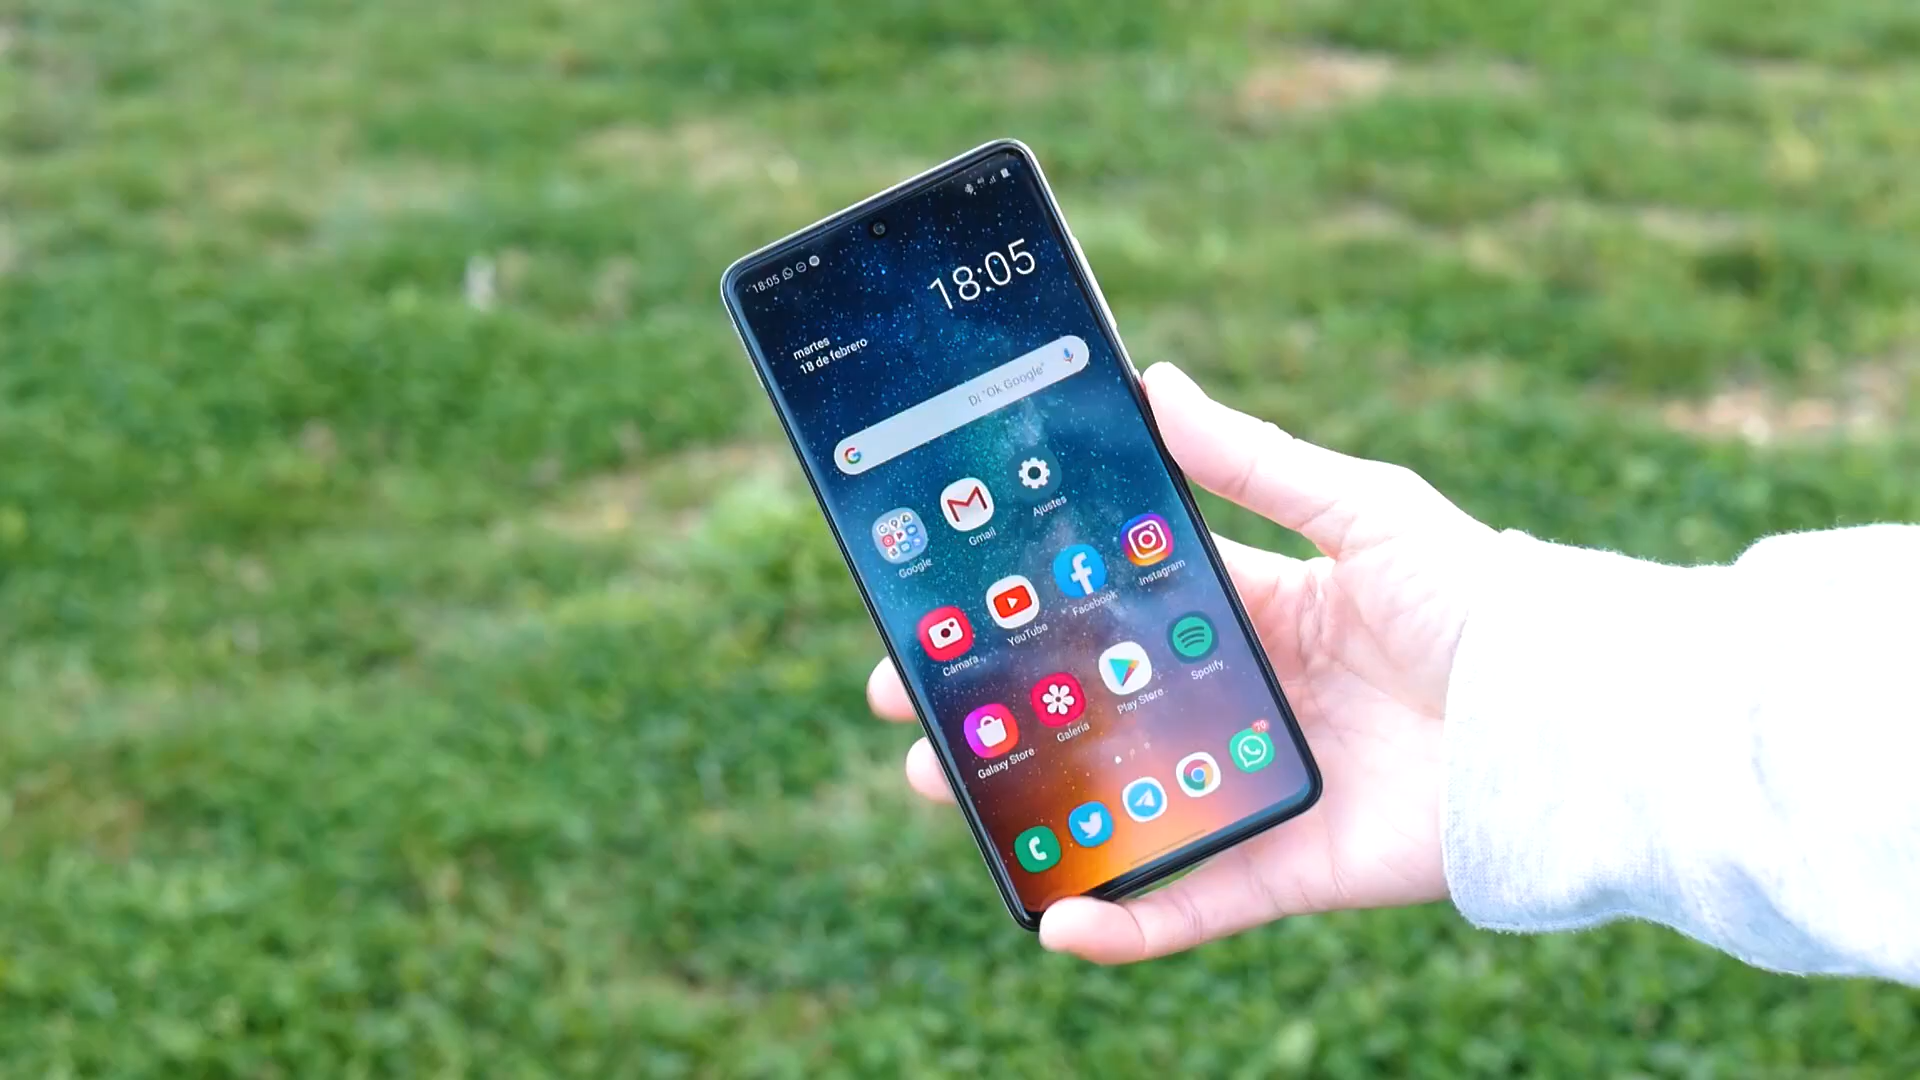 18:05
18:05
martes
18 de febrero
Di "Ok Google"
Google
Gmail
Ajustes
Cámara
YouTube
Facebook
Instagram
Galaxy Store
Galería
Play Store
Spotify